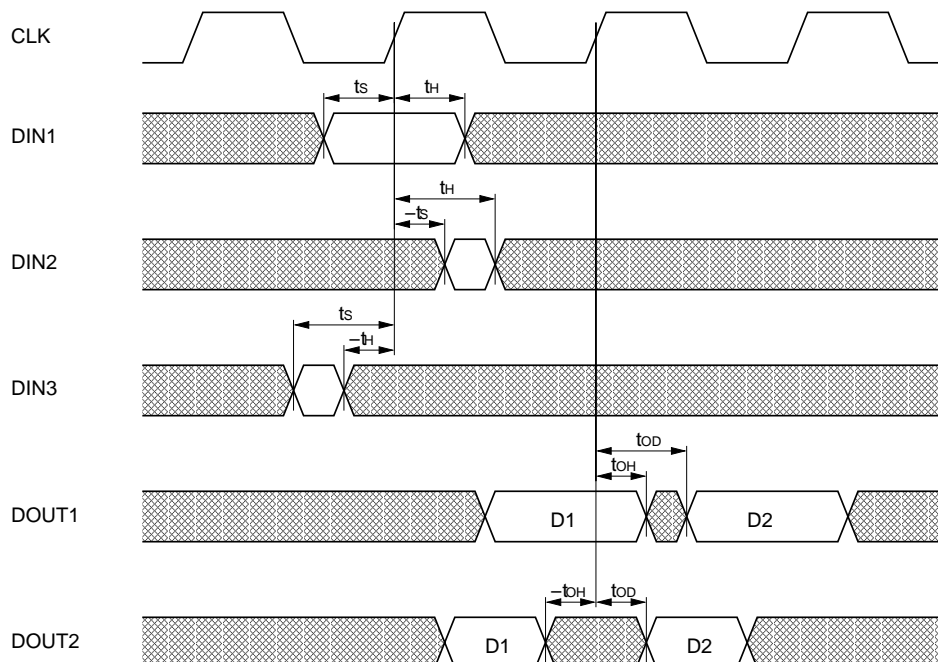 CLK
tS tH
DIN1
tH
–tS
DIN2
tS
–tH
DIN3
tOD
tOH
DOUT1 D1 D2
–tOH tOD
DOUT2 D1 D2